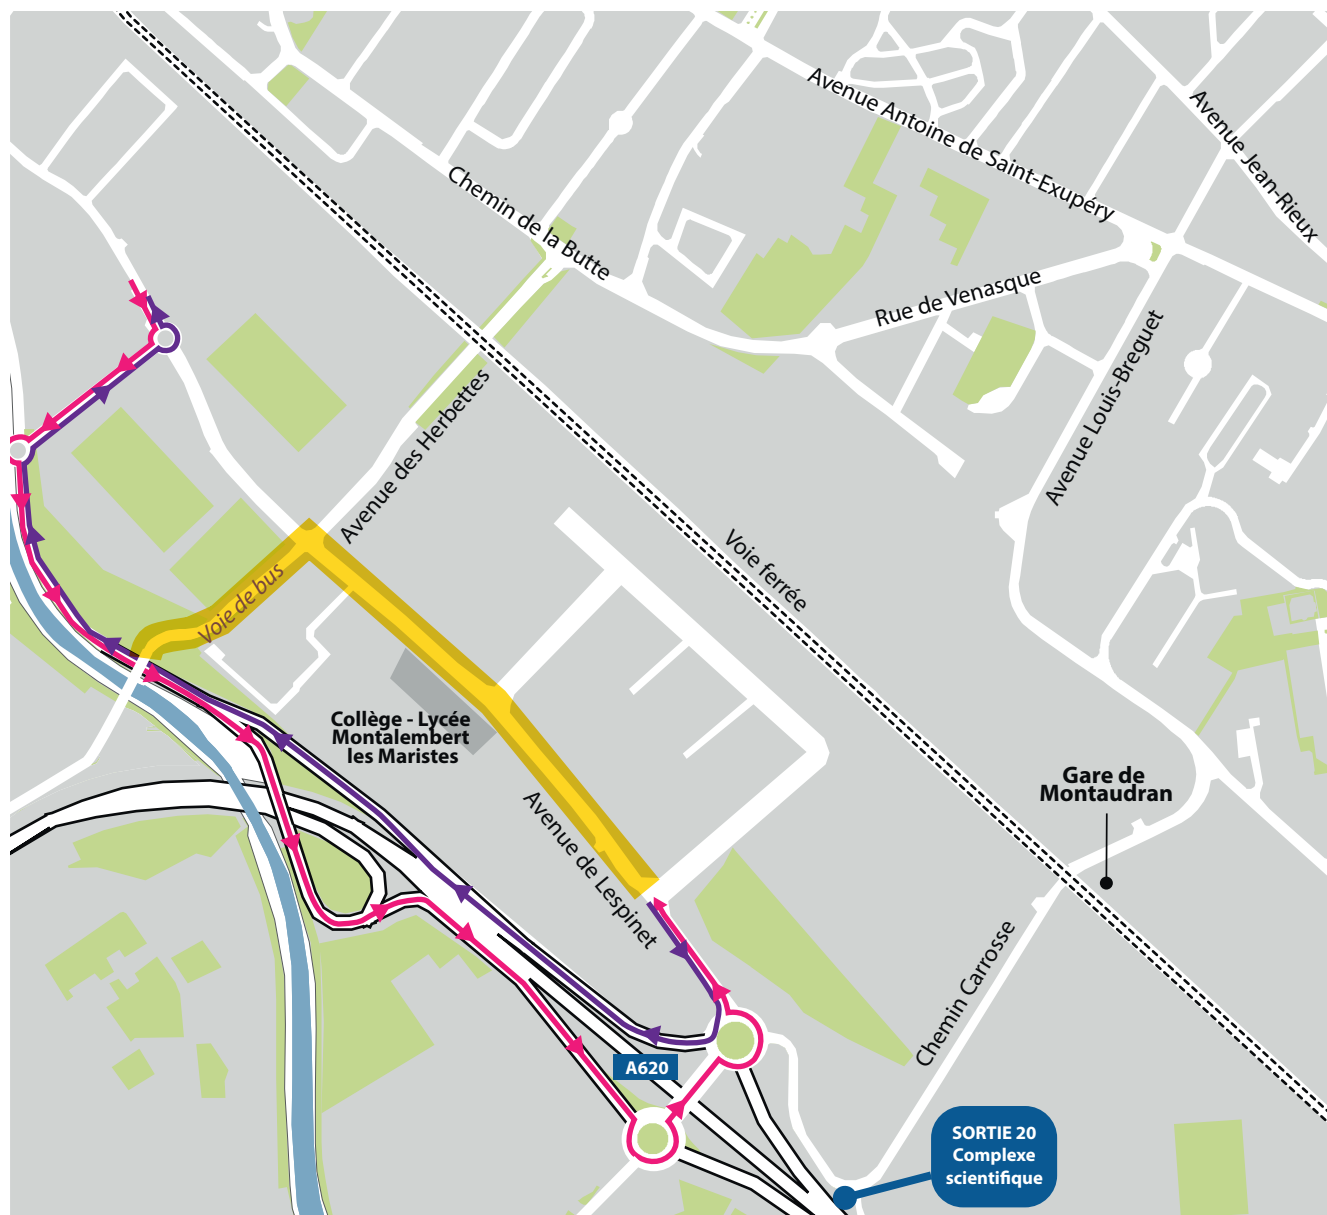 Avenue Antoine de Saint-Exupéry
Avenue Jean-Rieux
Chemin de la Butte
Rue de Venasque
Avenue Louis-Breguet
Avenue des Herbettes
Voie ferrée
Voie de bus
Collège - Lycée
Montalembert
les Maristes
Gare de
Montaudran
Avenue de Lespinet
Chemin Carrosse
A620
SORTIE 20
Complexe
scientifique